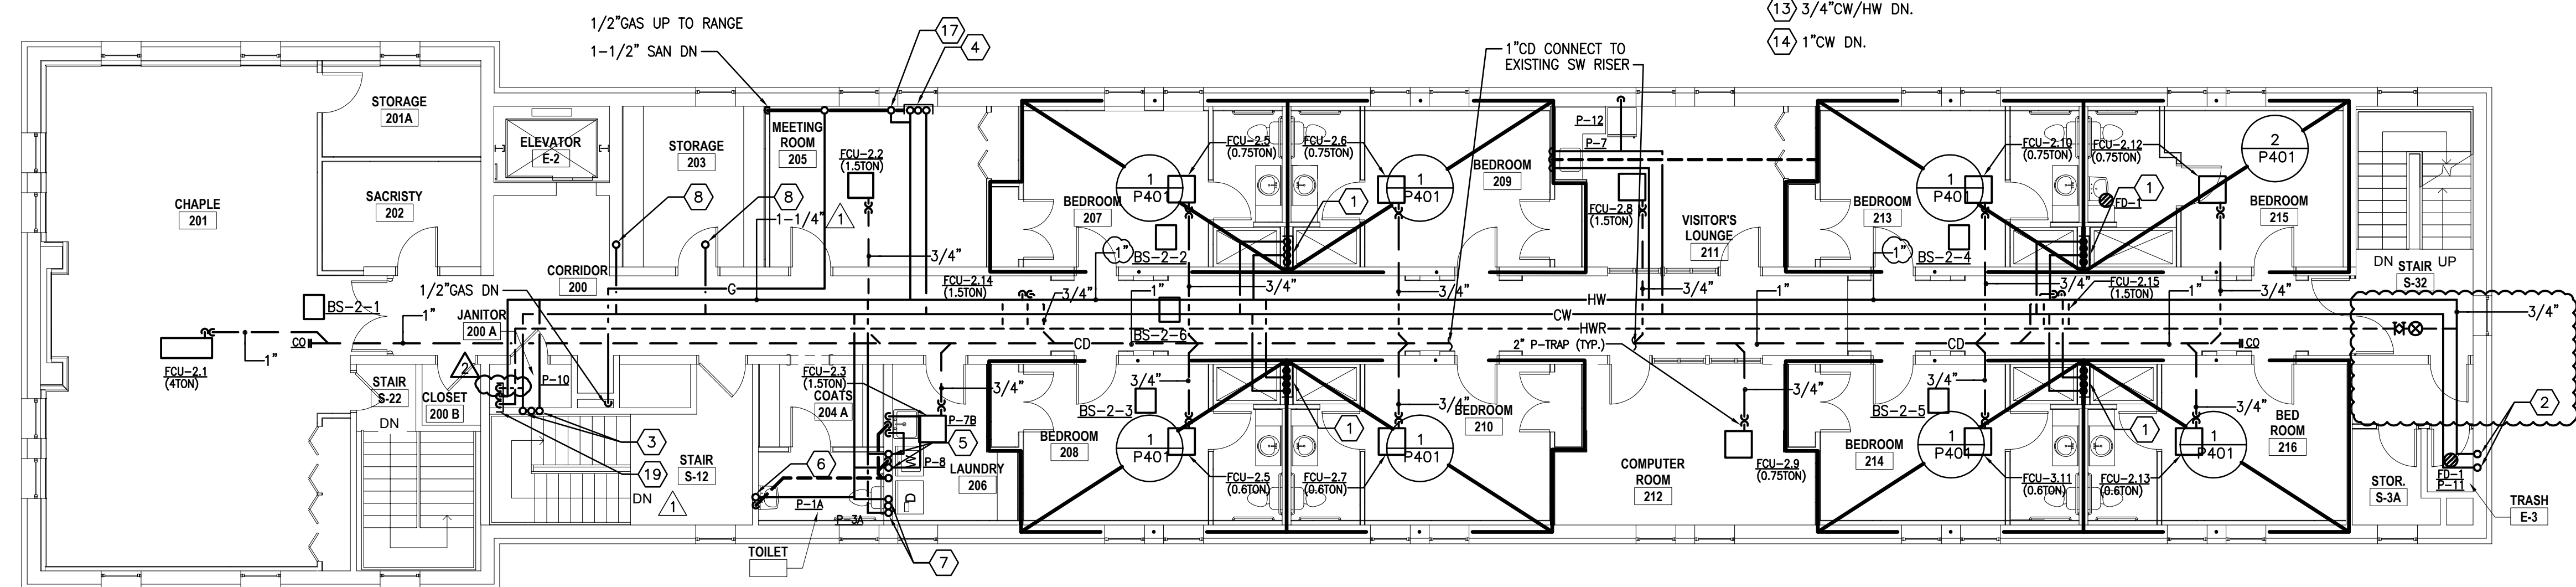 1/2"GAS UP TO RANGE
1-1/2" SAN DN
17
4
1"CD CONNECT TO
EXISTING SW RISER
13 3/4"CW/HW DN.
14 1"CW DN.
STORAGE
201A
ELEVATOR
E-2
STORAGE
203
MEETING
ROOM
205
FCU-2.2
(1.5TON)
SACRISTY
202
CHAPLE
201
8
8
1-1/4"
1
BEDROOM
207
1
P401
FCU-2.5
(0.75TON)
FCU-2.6
(0.75TON)
1
P401
BEDROOM
209
1
P-12
P-7
FCU-2.8
(1.5TON)
VISITOR'S
LOUNGE
211
BEDROOM
213
1
P401
FCU-2.10
(0.75TON)
FCU-2.12
(0.75TON)
FD-1
1
2
P401
BEDROOM
215
DN
UP
STAIR
S-32
CORRIDOR
200
1/2"GAS DN
G
3/4"
FCU-2.14
(1.5TON)
1"
BS-2-2
3/4"
1"
3/4"
3/4"
3/4"
1"
BS-2-4
1"
3/4"
FCU-2.15
(1.5TON)
3/4"
1"
3/4"
3/4"
BS-2-1
JANITOR
200 A
1"
CO
1"
FCU-2.1
(4TON)
BS-2-6
HW
CW
HWR
CD
CD
CO
2" P-TRAP (TYP.)
2
STAIR
S-22
CLOSET
200 B
DN
P-10
FCU-2.3
(1.5TON)
COATS
204 A
3/4"
P-7B
P-8
W
D
LAUNDRY
206
3
19
STAIR
S-12
DN
1
6
5
P-1A
P-3A
TOILET
7
BS-2-3
3/4"
BEDROOM
208
1
P401
FCU-2.5
(0.6TON)
1
FCU-2.7
(0.6TON)
1
P401
3/4"
BEDROOM
210
COMPUTER
ROOM
212
3/4"
FCU-2.9
(0.75TON)
BS-2-5
3/4"
BEDROOM
214
1
P401
FCU-3.11
(0.6TON)
1
FCU-2.13
(0.6TON)
1
P401
3/4"
BED
ROOM
216
2
FD-1
P-11
STOR.
S-3A
TRASH
E-3